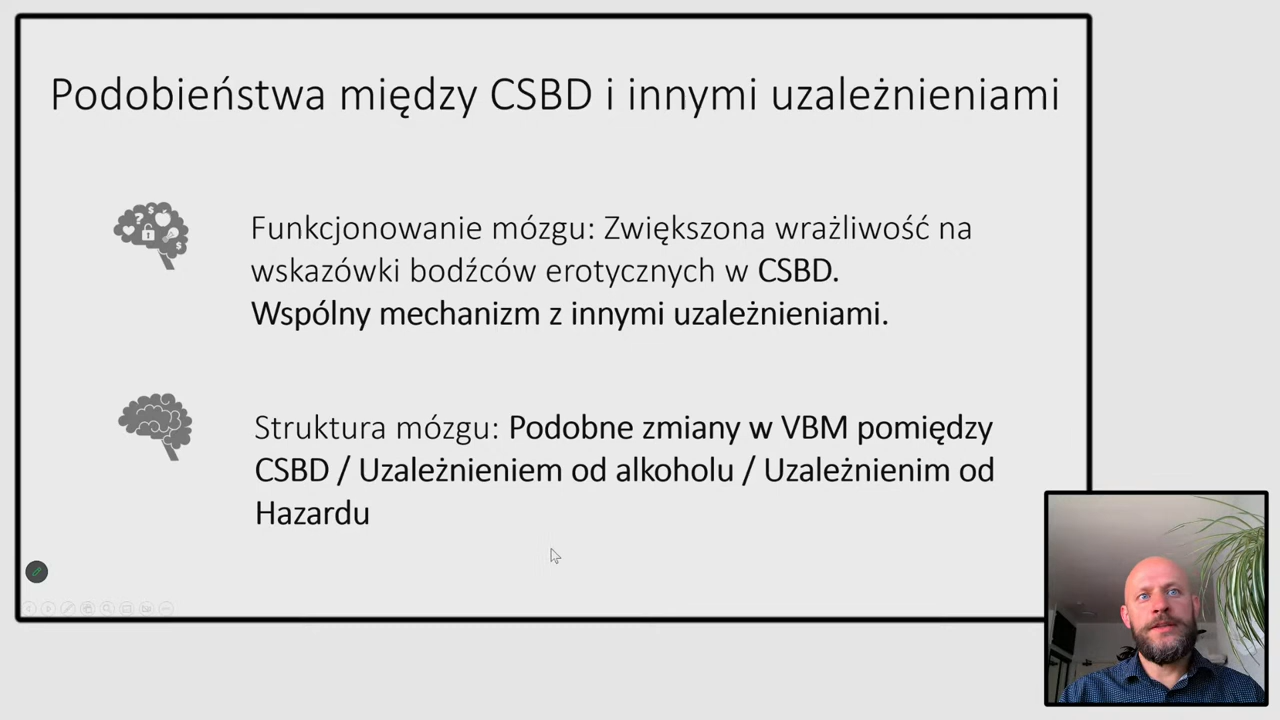 Podobieństwa między CSBD i innymi uzależnieniami
Funkcjonowanie mózgu: Zwiększona wrażliwość na
wskazówki bodźców erotycznych w CSBD.
Wspólny mechanizm z innymi uzależnieniami.
Struktura mózgu: Podobne zmiany w VBM pomiędzy
CSBD / Uzależnieniem od alkoholu / Uzależnienim od
Hazardu